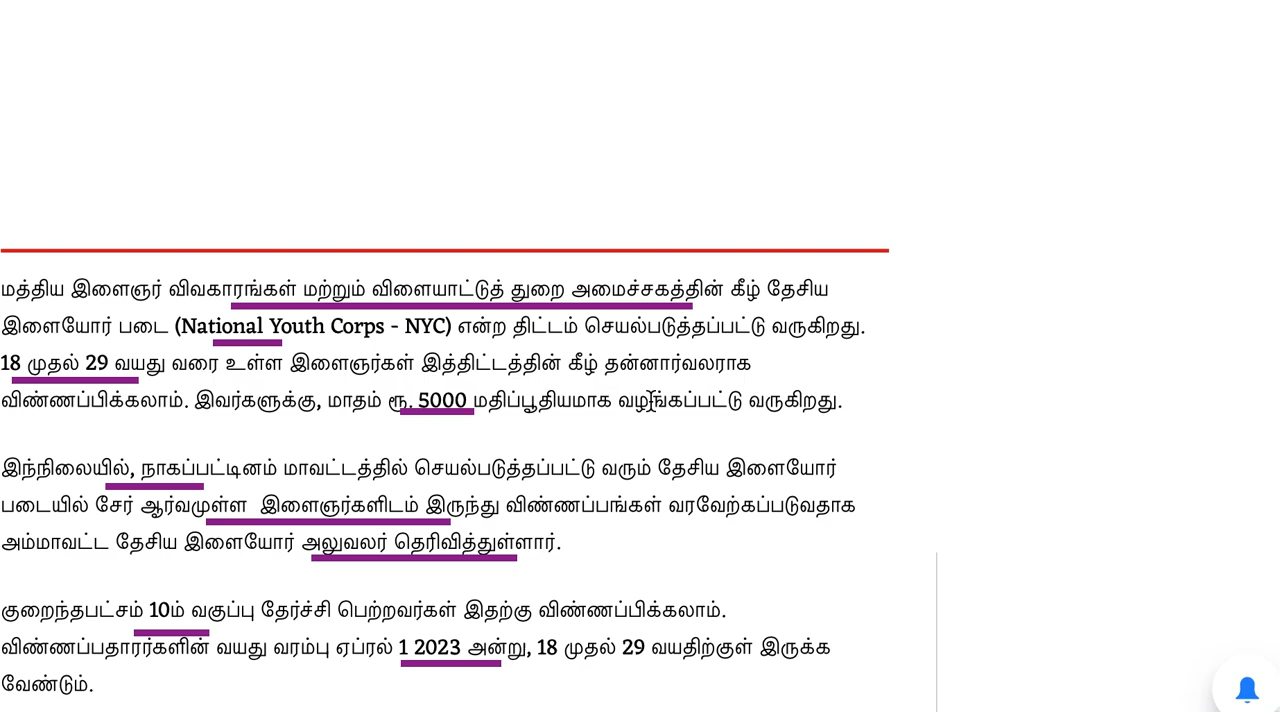 மத்திய இளைஞர் விவகாரங்கள் மற்றும் விளையாட்டுத் துறை அமைச்சகத்தின் கீழ் தேசிய
இளையோர் படை (National Youth Corps - NYC) என்ற திட்டம் செயல்படுத்தப்பட்டு வருகிறது.
18 முதல் 29 வயது வரை உள்ள இளைஞர்கள் இத்திட்டத்தின் கீழ் தன்னார்வலராக
விண்ணப்பிக்கலாம். இவர்களுக்கு, மாதம் ரூ. 5000 மதிப்பூதியமாக வழங்கப்பட்டு வருகிறது.
இந்நிலையில், நாகப்பட்டினம் மாவட்டத்தில் செயல்படுத்தப்பட்டு வரும் தேசிய இளையோர்
படையில் சேர் ஆர்வமுள்ள இளைஞர்களிடம் இருந்து விண்ணப்பங்கள் வரவேற்கப்படுவதாக
அம்மாவட்ட தேசிய இளையோர் அலுவலர் தெரிவித்துள்ளார்.
குறைந்தபட்சம் 10ம் வகுப்பு தேர்ச்சி பெற்றவர்கள் இதற்கு விண்ணப்பிக்கலாம்.
விண்ணப்பதாரர்களின் வயது வரம்பு ஏப்ரல் 1 2023 அன்று, 18 முதல் 29 வயதிற்குள் இருக்க
வேண்டும்.